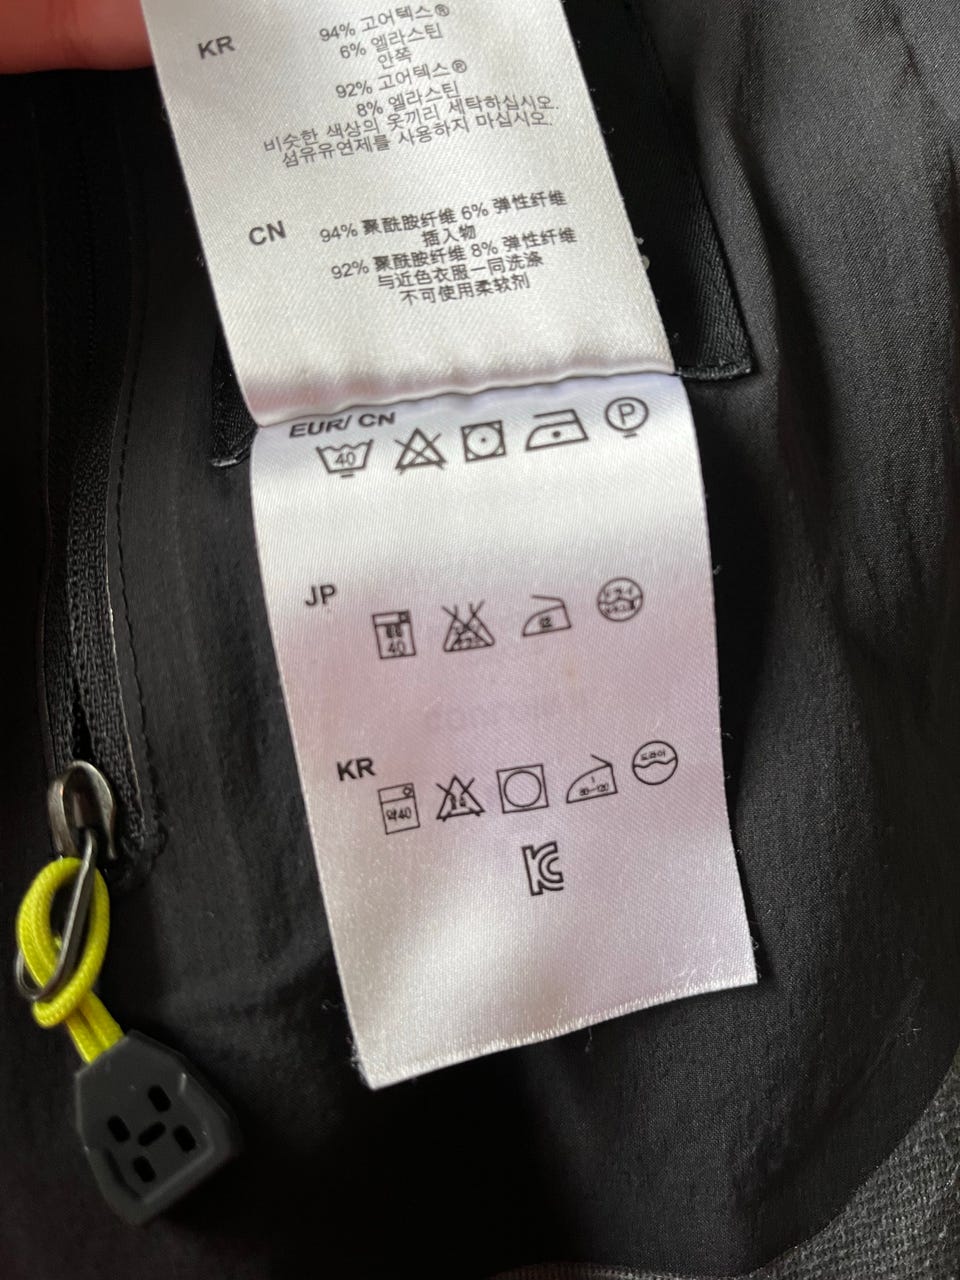 KR
94% 고어텍스®
6% 엘라스틴
안쪽
92% 고어텍스®
8% 엘라스틴
비슷한 색상의 옷끼리 세탁하십시오.
섬유유연제를 사용하지 마십시오.
CN
94% 聚酰胺纤维 6% 弹性纤维
插入物
92% 聚酰胺纤维 8% 弹性纤维
与近色衣服一同洗涤
不可使用柔软剂
EUR/ CN
40
P
JP
40
KR
약40
드라이